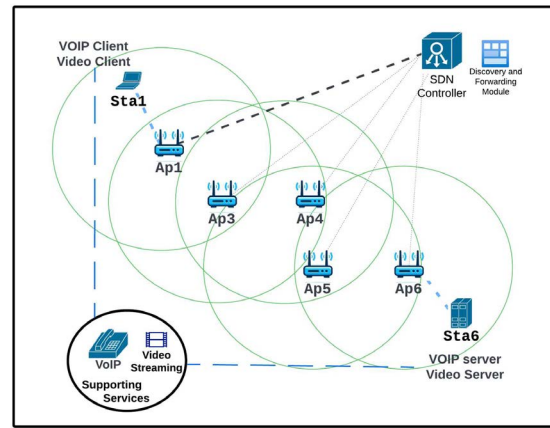 VOIP Client
Video Client
Sta1
SDN
Controller
Discovery and
Forwarding
Module
Ap1
Ap3
Ap4
Ap5
Ap6
Sta6
VOIP server
Video Server
VoIP
Video
Streaming
Supporting
Services